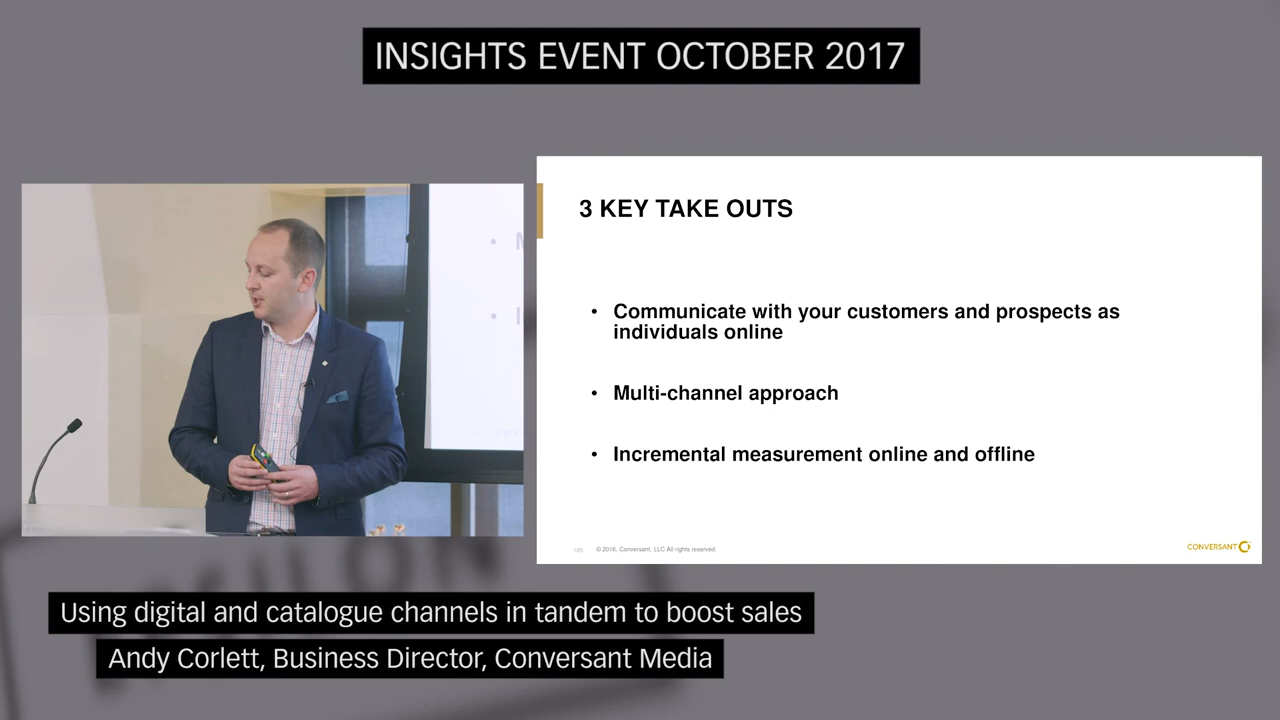 INSIGHTS EVENT OCTOBER 2017
3 KEY TAKE OUTS
• Communicate with your customers and prospects as
individuals online
• Multi-channel approach
• Incremental measurement online and offline
© 2016, Conversant, LLC All rights reserved.
CONVERSANT
Using digital and catalogue channels in tandem to boost sales
Andy Corlett, Business Director, Conversant Media